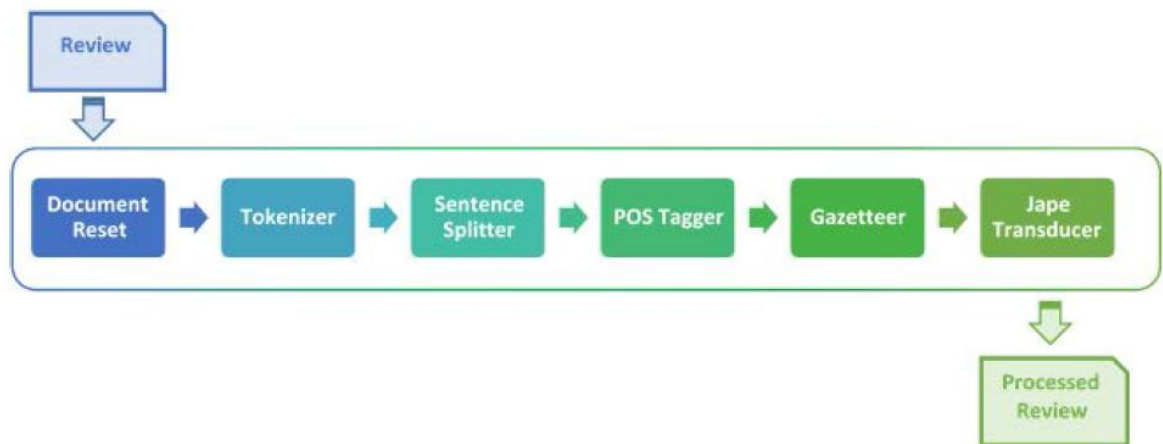 Review
Document
Reset
Tokenizer
Sentence
Splitter
POS Tagger
Gazetteer
Jape
Transducer
Processed
Review